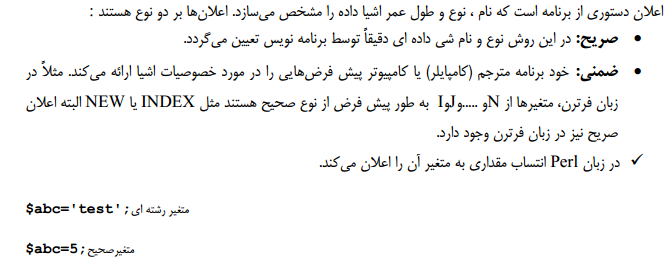 اعلان دستوری از برنامه است که نام ، نوع و طول عمر اشیا داده را مشخص می‌سازد. اعلان‌ها بر دو نوع هستند :
• صریح: در این روش نوع و نام شی داده ای دقیقاً توسط برنامه نویس تعیین می‌گردد.
• ضمنی: خود برنامه مترجم (کامپایلر) یا کامپیوتر پیش فرض‌هایی را در مورد خصوصیات اشیا ارائه می‌کند. مثلاً در
زبان فرترن، متغیرها از Nو .....وJوI به طور پیش فرض از نوع صحیح هستند مثل INDEX یا NEW البته اعلان
صریح نیز در زبان فرترن وجود دارد.
✓ در زبان Perl انتساب مقداری به متغیر آن را اعلان می‌کند.
$abc='test'; متغیر رشته ای
$abc=5; متغیرصحیح